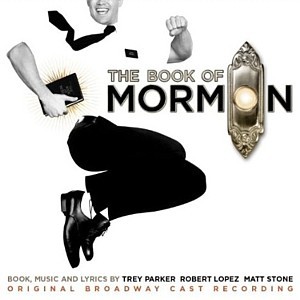 THE BOOK OF
MORMON
BOOK, MUSIC AND LYRICS BY TREY PARKER ROBERT LOPEZ MATT STONE
ORIGINAL BROADWAY CAST RECORDING